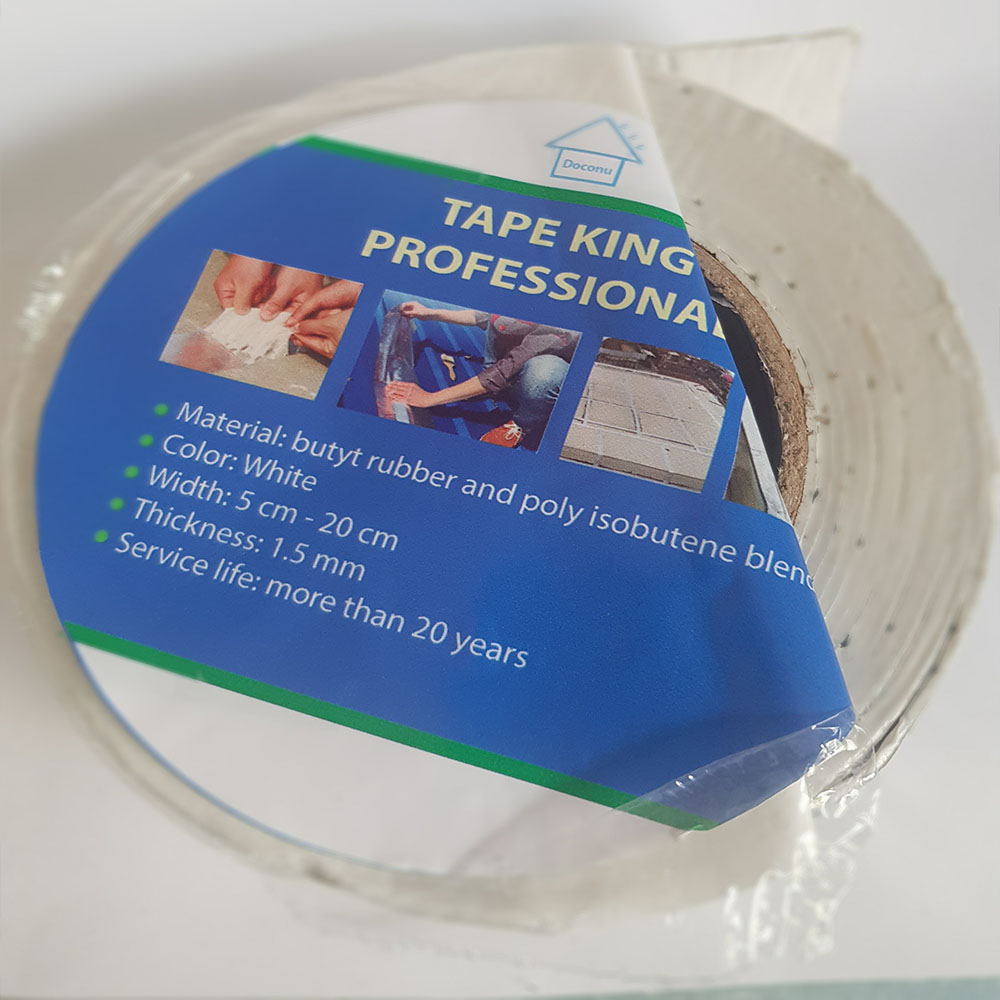 Doconu
TAPE KING
PROFESSIONAL
• Material: butyt rubber and poly isobutene blend
• Color: White
• Width: 5 cm - 20 cm
• Thickness: 1.5 mm
• Service life: more than 20 years